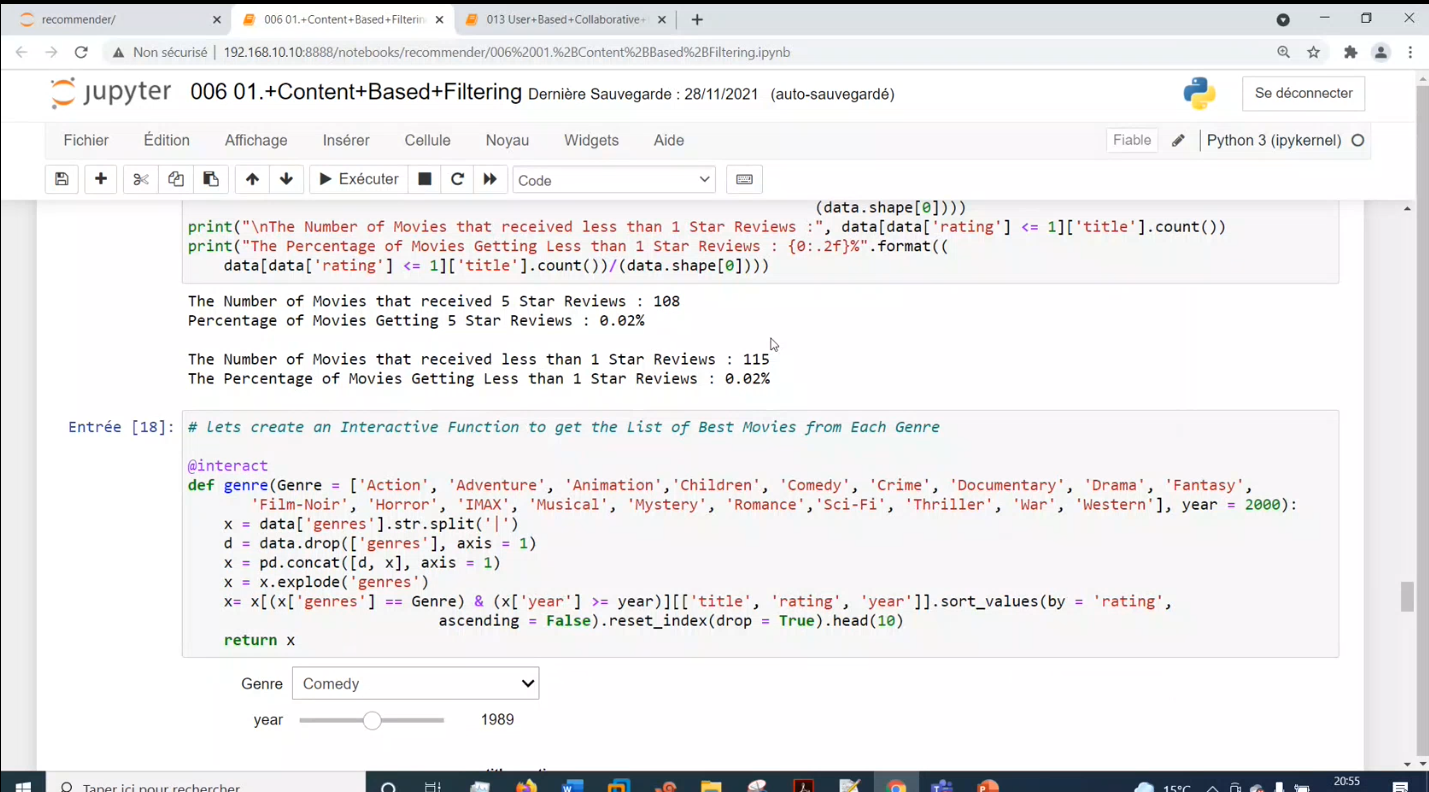 recommender/
006 01.+Content+Based+Filterin
013 User+Based+Collaborative+
Non sécurisé | 192.168.10.10:8888/notebooks/recommender/006%2001.%2BContent%2BBased%2BFiltering.ipynb
jupyter 006 01.+Content+Based+Filtering Dernière Sauvegarde : 28/11/2021 (auto-sauvegardé)
Se déconnecter
Fichier Édition Affichage Insérer Cellule Noyau Widgets Aide
Fiable Python 3 (ipykernel)
Exécuter Code
(data.shape[0])))
print("\nThe Number of Movies that received less than 1 Star Reviews :", data[data['rating'] <= 1]['title'].count())
print("The Percentage of Movies Getting Less than 1 Star Reviews : {0:.2f}%".format((
data[data['rating'] <= 1]['title'].count())/(data.shape[0])))
The Number of Movies that received 5 Star Reviews : 108
Percentage of Movies Getting 5 Star Reviews : 0.02%
The Number of Movies that received less than 1 Star Reviews : 115
The Percentage of Movies Getting Less than 1 Star Reviews : 0.02%
Entrée [18]: # Lets create an Interactive Function to get the List of Best Movies from Each Genre
@interact
def genre(Genre = ['Action', 'Adventure', 'Animation','Children', 'Comedy', 'Crime', 'Documentary', 'Drama', 'Fantasy',
'Film-Noir', 'Horror', 'IMAX', 'Musical', 'Mystery', 'Romance','Sci-Fi', 'Thriller', 'War', 'Western'], year = 2000):
x = data['genres'].str.split('|')
d = data.drop(['genres'], axis = 1)
x = pd.concat([d, x], axis = 1)
x = x.explode('genres')
x= x[(x['genres'] == Genre) & (x['year'] >= year)][['title', 'rating', 'year']].sort_values(by = 'rating',
ascending = False).reset_index(drop = True).head(10)
return x
Genre Comedy
year 1989
Taper ici pour rechercher
15°C
20:55